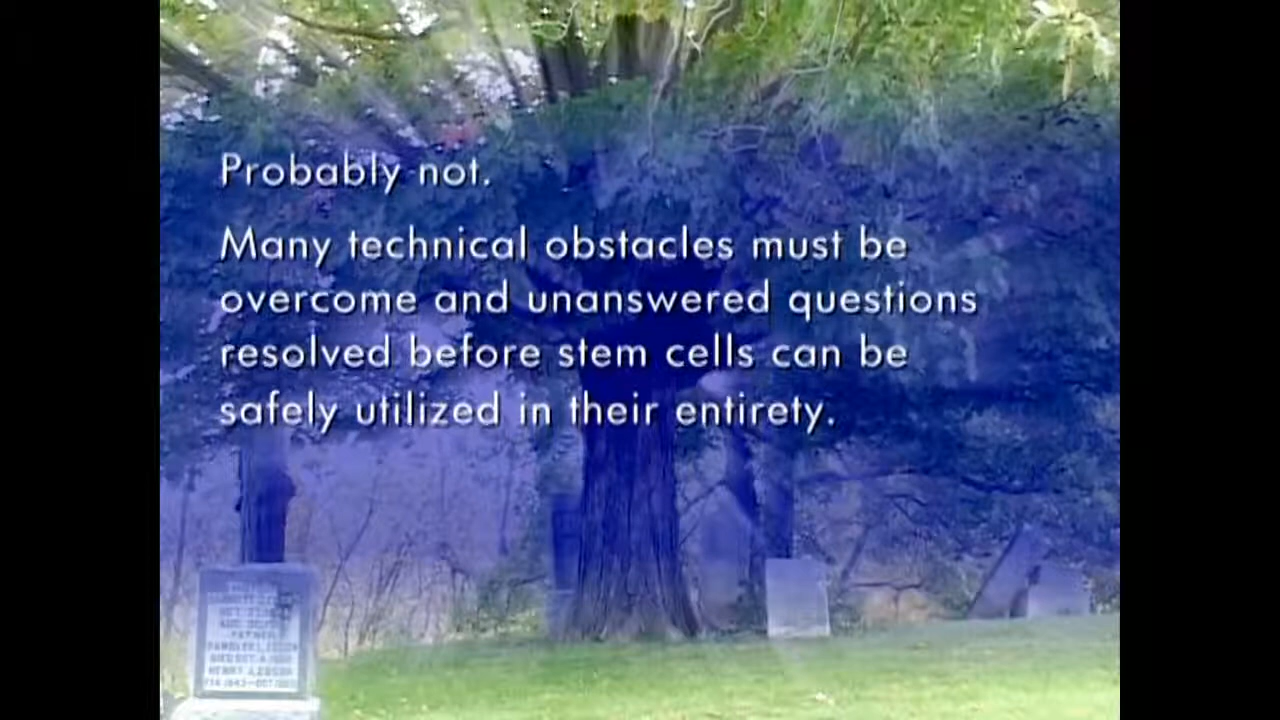 Probably not.
Many technical obstacles must be
overcome and unanswered questions
resolved before stem cells can be
safely utilized in their entirety.
FATHER